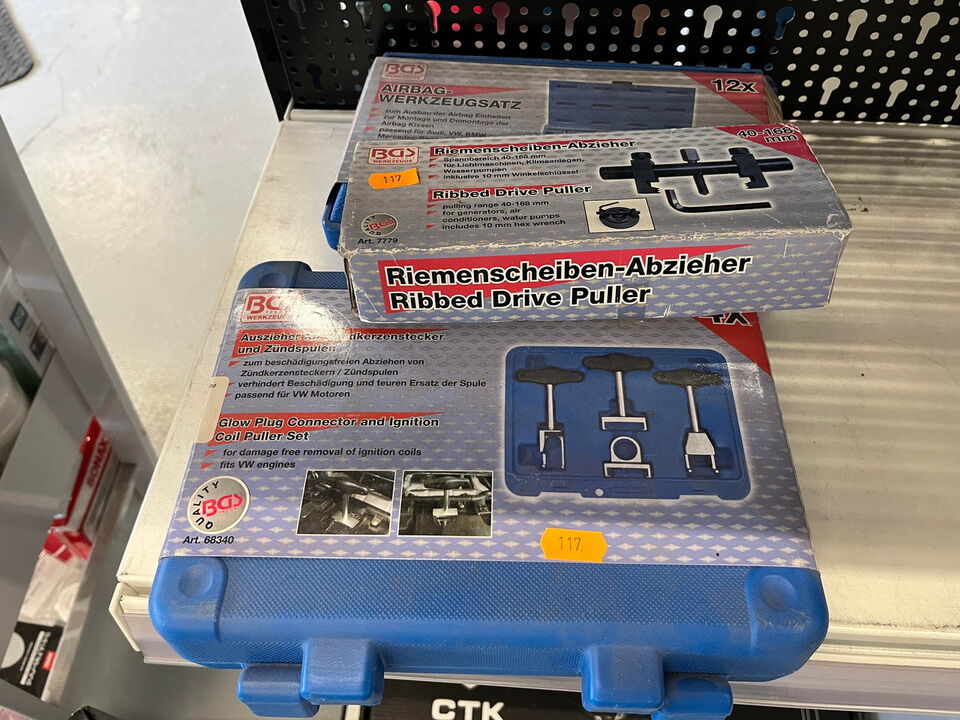 BGS
WERKZEUGE
12x
AIRBAG-
WERKZEUGSATZ
zum Ausbau der Airbag Einheiten
zur Montage und Demontage der
Airbag Kissen
passend für Audi, VW, BMW
BGS
WERKZEUGE
117.
Riemenscheiben-Abzieher
Spannbereich 40-168 mm
für Lichtmaschinen, Klimaanlagen,
Wasserpumpen
inklusive 10 mm Winkelschlüssel
40-168
mm
Ribbed Drive Puller
pulling range 40-168 mm
for generators, air
conditioners, water pumps
includes 10 mm hex wrench
QUALITY
BGS
Art. 7779
Riemenscheiben-Abzieher
Ribbed Drive Puller
BGS
WERKZEUGE
und Zündspulen
zum beschädigungsfreien Abziehen von
Zündkerzensteckern / Zündspulen
verhindert Beschädigung und teuren Ersatz der Spule
passend für VW Motoren
Glow Plug Connector and Ignition
Coil Puller Set
for damage free removal of ignition coils
fits VW engines
QUALITY
BGS
Art. 68340
117.
SONAX
CTK